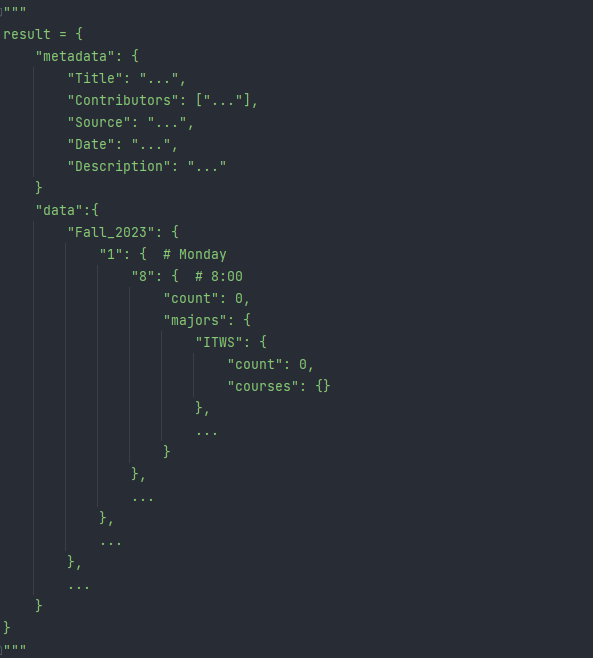 """
result = {
    "metadata": {
        "Title": "...",
        "Contributors": ["..."],
        "Source": "...",
        "Date": "...",
        "Description": "..."
    }
    "data":{
        "Fall_2023": {
            "1": {  # Monday
                "8": {  # 8:00
                    "count": 0,
                    "majors": {
                        "ITWS": {
                            "count": 0,
                            "courses": {}
                        },
                        ...
                    }
                },
                ...
            },
            ...
        },
        ...
    }
}
"""